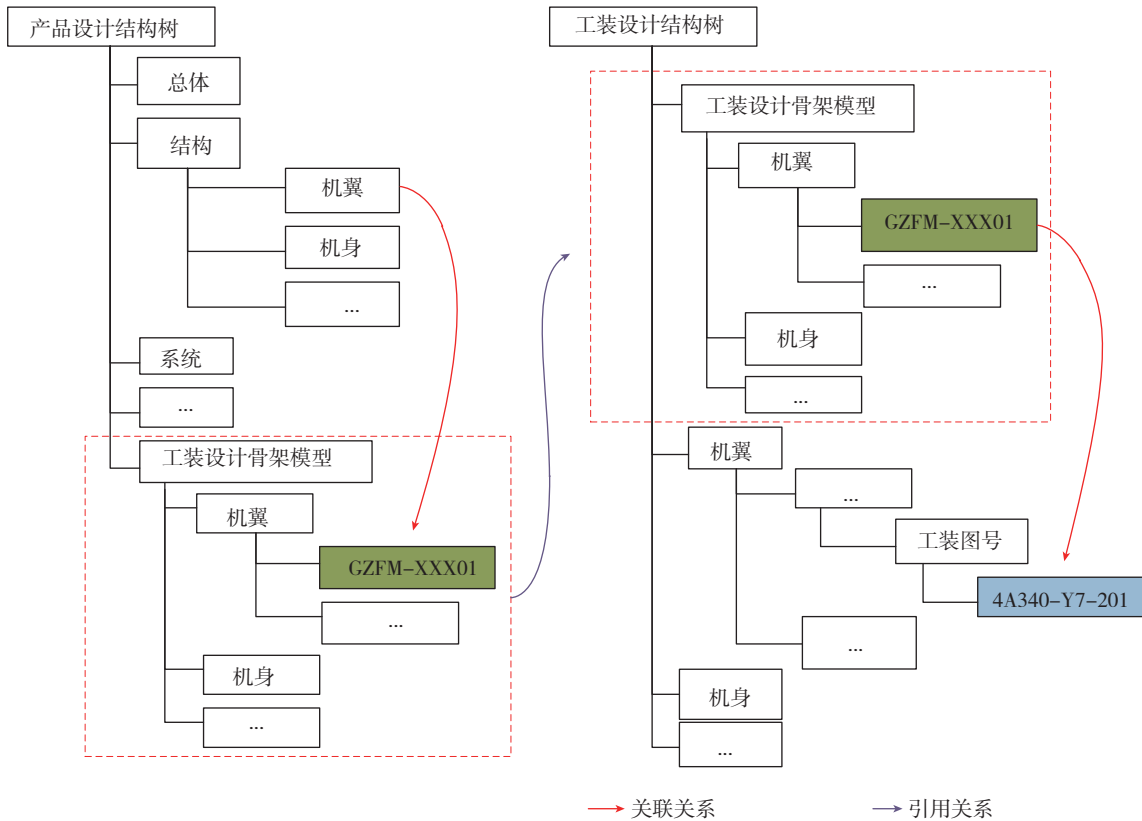 产品设计结构树
总体
结构
机翼
机身
...
系统
...
工装设计骨架模型
机翼
GZFM-XXX01
...
机身
...
工装设计结构树
工装设计骨架模型
机翼
GZFM-XXX01
...
机身
...
机翼
...
工装图号
4A340-Y7-201
...
机身
...
关联关系
引用关系